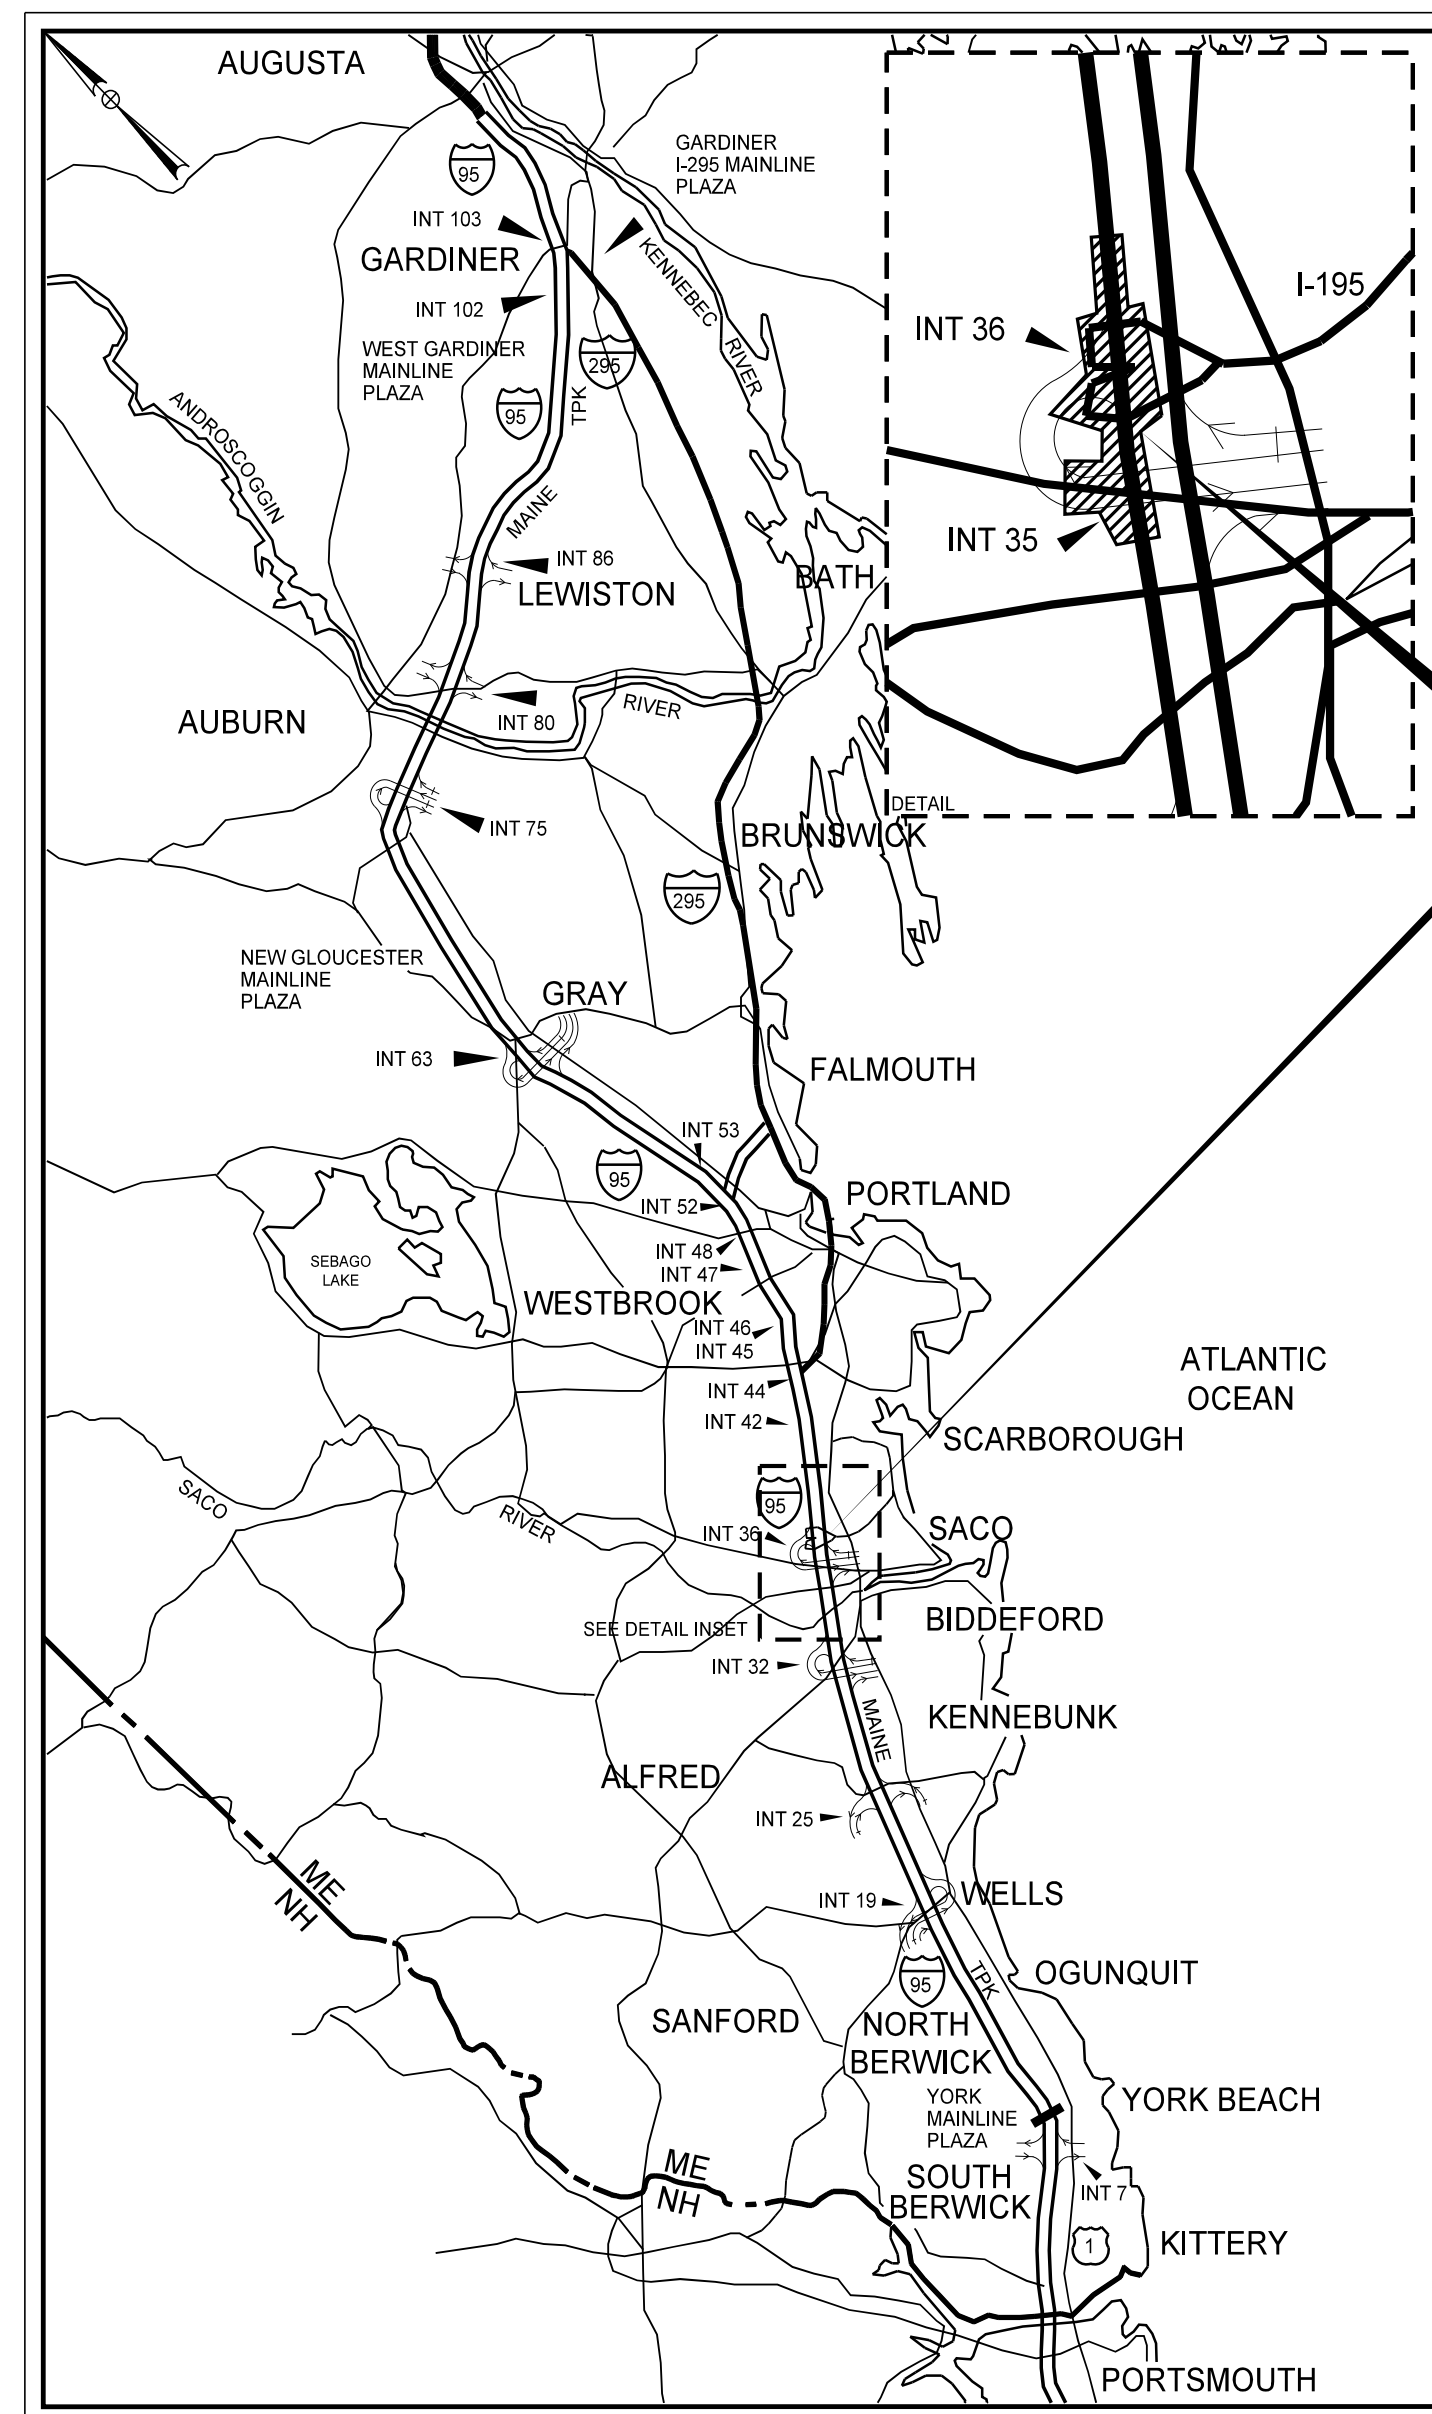 AUGUSTA
GARDINER
I-295 MAINLINE
PLAZA
95
INT 103
GARDINER
KENNEBEC
RIVER
INT 102
WEST GARDINER
MAINLINE
PLAZA
295
95
TPK
MAINE
ANDROSCOGGIN
INT 86
LEWISTON
BATH
RIVER
INT 80
AUBURN
INT 75
I-195
INT 36
INT 35
DETAIL
BRUNSWICK
295
NEW GLOUCESTER
MAINLINE
PLAZA
GRAY
INT 63
FALMOUTH
INT 53
95
INT 52
PORTLAND
INT 48
INT 47
SEBAGO
LAKE
WESTBROOK
INT 46
INT 45
INT 44
INT 42
ATLANTIC
OCEAN
SCARBOROUGH
SACO
RIVER
95
INT 36
SACO
BIDDEFORD
SEE DETAIL INSET
INT 32
MAINE
KENNEBUNK
ALFRED
INT 25
ME
NH
INT 19
WELLS
95
TPK
OGUNQUIT
SANFORD
NORTH
BERWICK
YORK
MAINLINE
PLAZA
YORK BEACH
ME
NH
SOUTH
BERWICK
INT 7
1
KITTERY
PORTSMOUTH